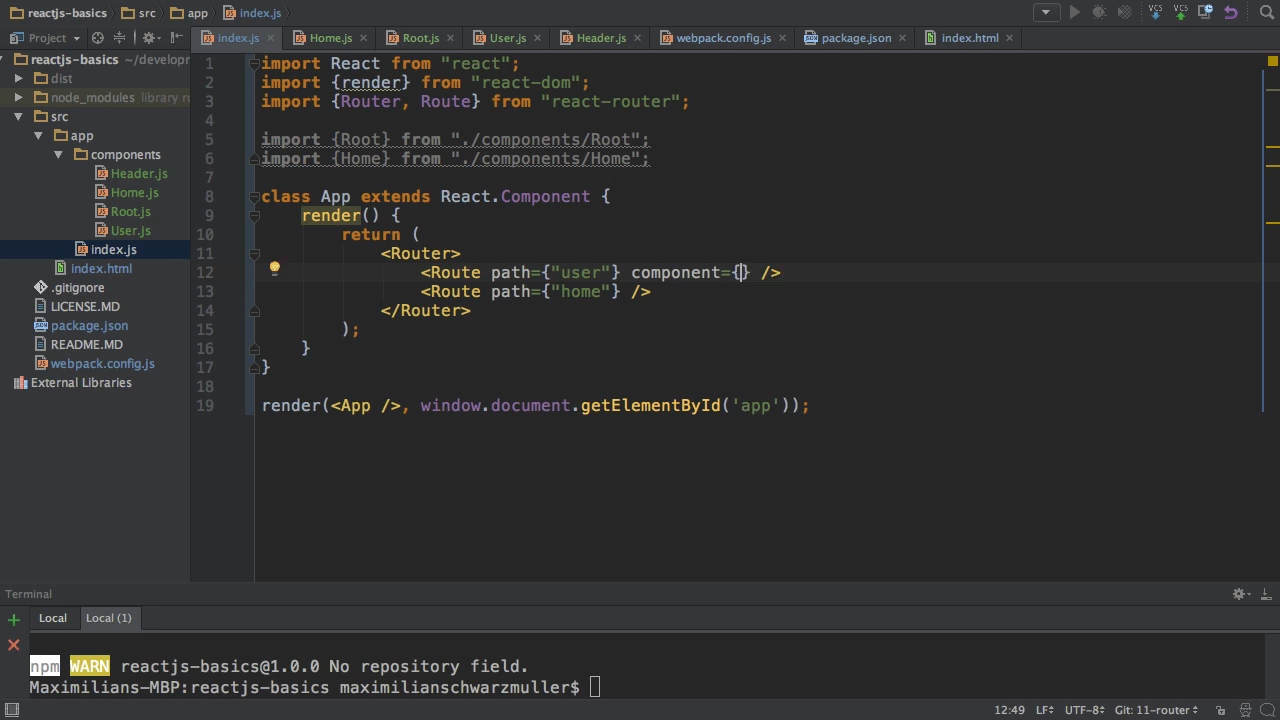 reactjs-basics src app index.js
Project index.js Home.js Root.js User.js Header.js webpack.config.js package.json index.html
reactjs-basics ~/developm
dist
node_modules library ro
src
app
components
Header.js
Home.js
Root.js
User.js
index.js
index.html
.gitignore
LICENSE.MD
package.json
README.MD
webpack.config.js
External Libraries
1 import React from "react";
2 import {render} from "react-dom";
3 import {Router, Route} from "react-router";
4
5 import {Root} from "./components/Root";
6 import {Home} from "./components/Home";
7
8 class App extends React.Component {
9 render() {
10 return (
11 <Router>
12 <Route path={"user"} component={} />
13 <Route path={"home"} />
14 </Router>
15 );
16 }
17 }
18
19 render(<App />, window.document.getElementById('app'));
Terminal
Local Local (1)
npm WARN reactjs-basics@1.0.0 No repository field.
Maximilians-MBP:reactjs-basics maximilianschwarzmuller$
12:49 LF UTF-8 Git: 11-router